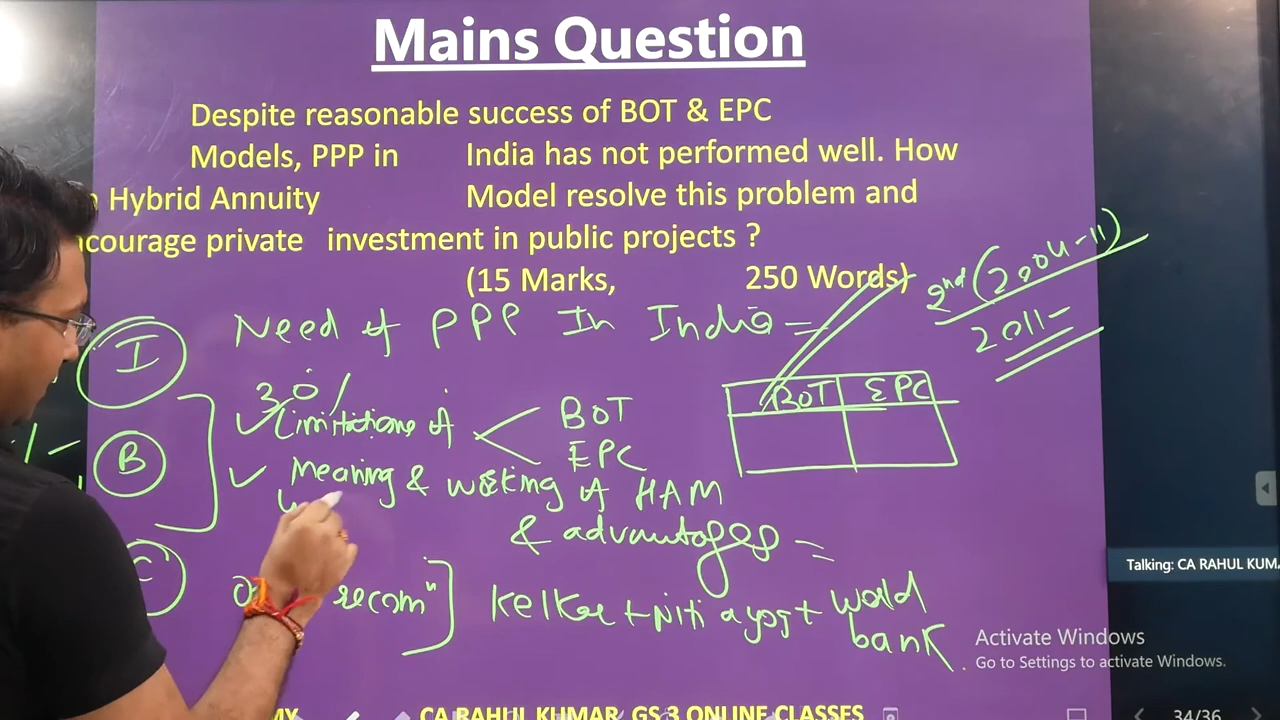 Mains Question
Despite reasonable success of BOT & EPC
Models, PPP in India has not performed well. How
Hybrid Annuity Model resolve this problem and
courage private investment in public projects ?
(15 Marks, 250 Words)
2nd (2004-11)
2011-
I
Need of PPP In India =
30%
Limitations of BOT
EPC
BOT EPC
B
Meaning & working of HAM
& advantages =
C
recomn ] Kelkar + Niti ayog + World
bank.
Talking: CA RAHUL KUM
Activate Windows
Go to Settings to activate Windows.
MY CA RAHUL KUMAR GS 3 ONLINE CLASSES
34/36